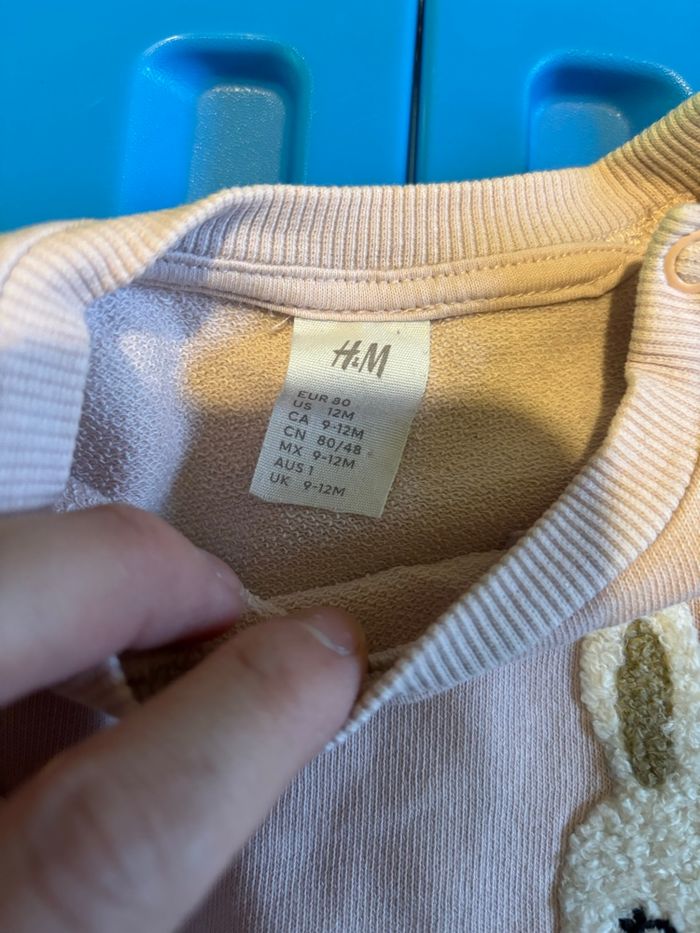 H&M
EUR 80
US 12M
CA 9-12M
CN 80/48
MX 9-12M
AUS 1
UK 9-12M